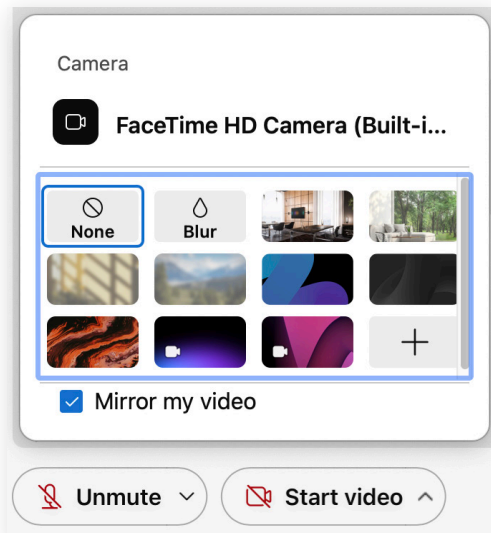 Camera
FaceTime HD Camera (Built-i...
None
Blur
Mirror my video
Unmute
Start video